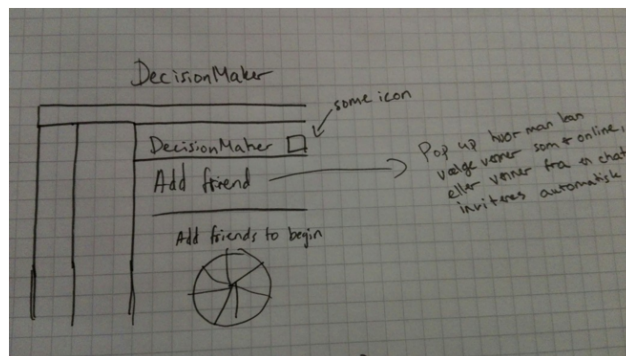 DecisionMaker
some icon
DecisionMaker
Add friend
Pop up hvor man kan
vælge venner som er online,
eller venner fra en chat
inviteres automatisk
Add friends to begin